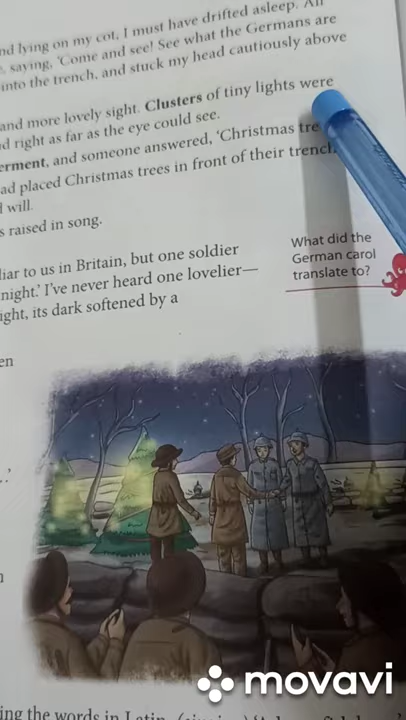 nd lying on my cot, I must have drifted asleep. All
saying, 'Come and see! See what the Germans are
into the trench, and stuck my head cautiously above
and more lovely sight. Clusters of tiny lights were
d right as far as the eye could see.
erment, and someone answered, 'Christmas tre
ad placed Christmas trees in front of their trench
will.
s raised in song.
liar to us in Britain, but one soldier
night.' I've never heard one lovelier—
ight, its dark softened by a
What did the
German carol
translate to?
en
..'
ing the words in Latin
movavi